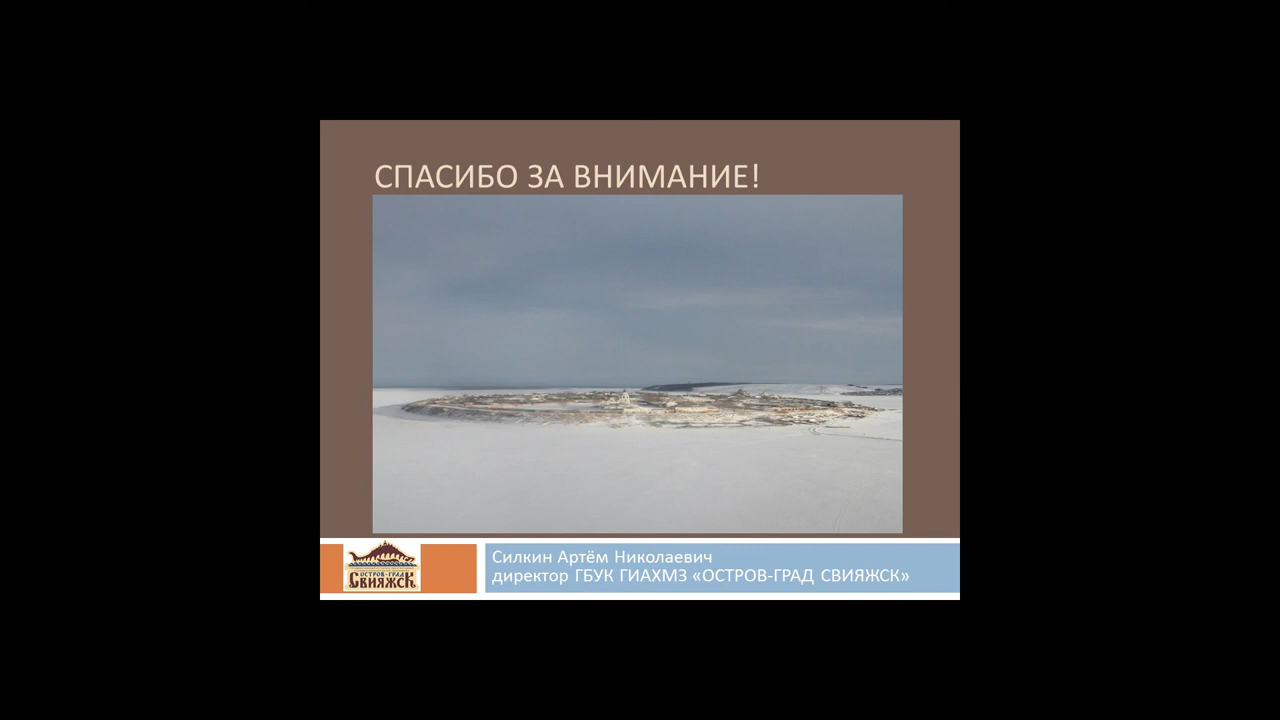 СПАСИБО ЗА ВНИМАНИЕ!
ОСТРОВ-ГРАД
СВИЯЖСК
Силкин Артём Николаевич
директор ГБУК ГИАХМЗ «ОСТРОВ-ГРАД СВИЯЖСК»